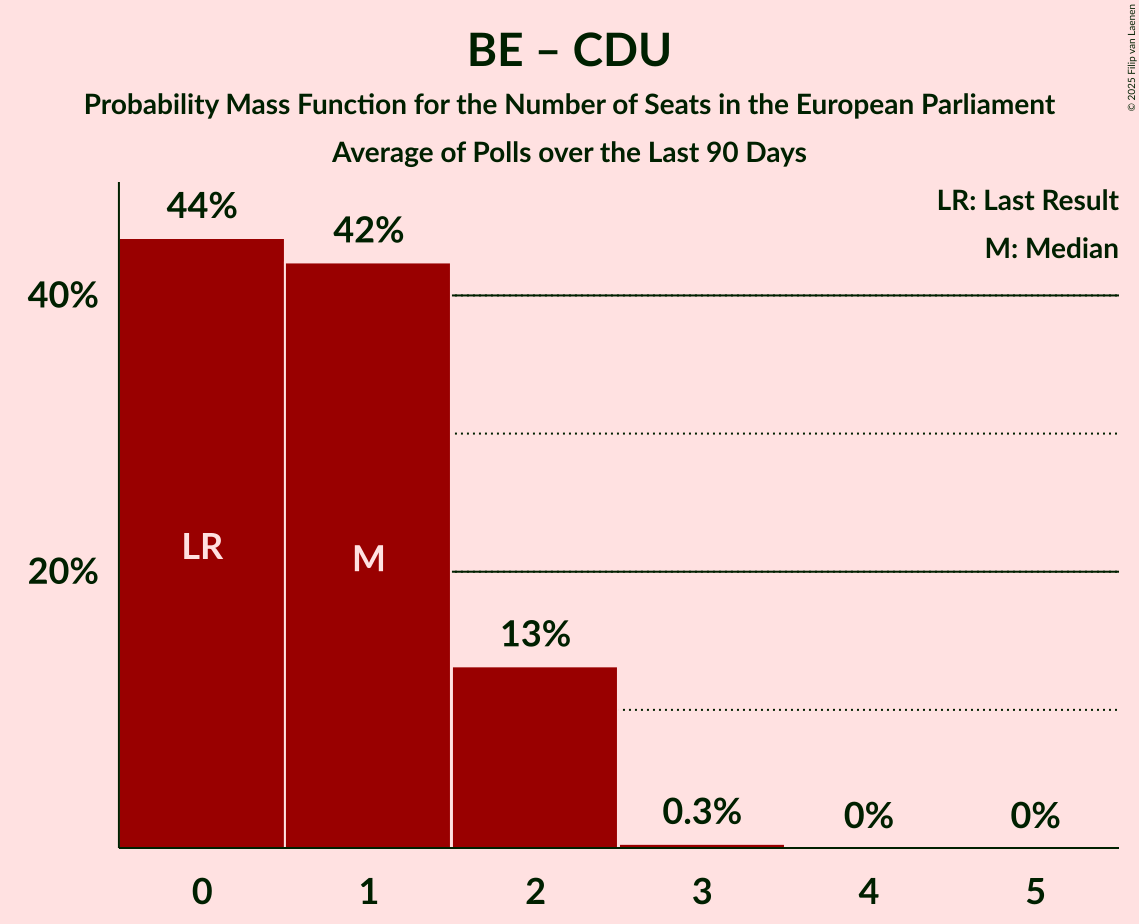 BE – CDU
Probability Mass Function for the Number of Seats in the European Parliament
Average of Polls over the Last 90 Days
© 2025 Filip van Laenen
LR: Last Result
M: Median
44%
42%
40%
LR
M
20%
13%
0.3%
0%
0%
0
1
2
3
4
5